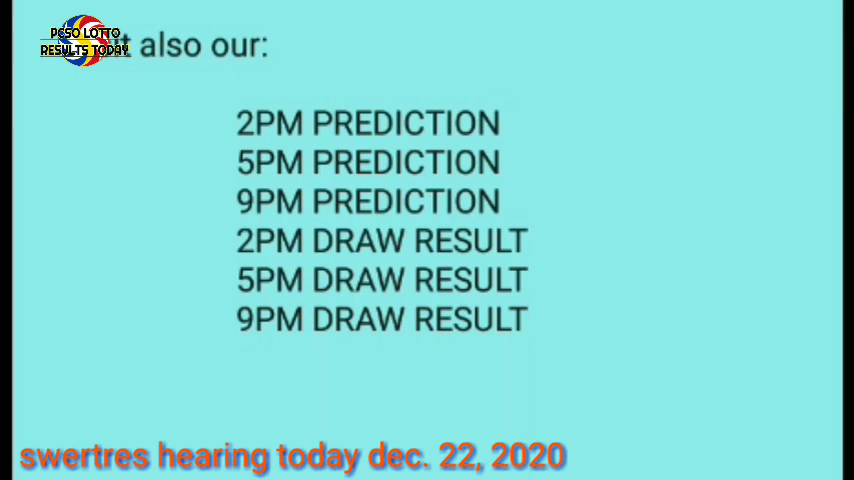 PCSO LOTTO
RESULTS TODAY
also our:
2PM PREDICTION
5PM PREDICTION
9PM PREDICTION
2PM DRAW RESULT
5PM DRAW RESULT
9PM DRAW RESULT
swertres hearing today dec. 22, 2020